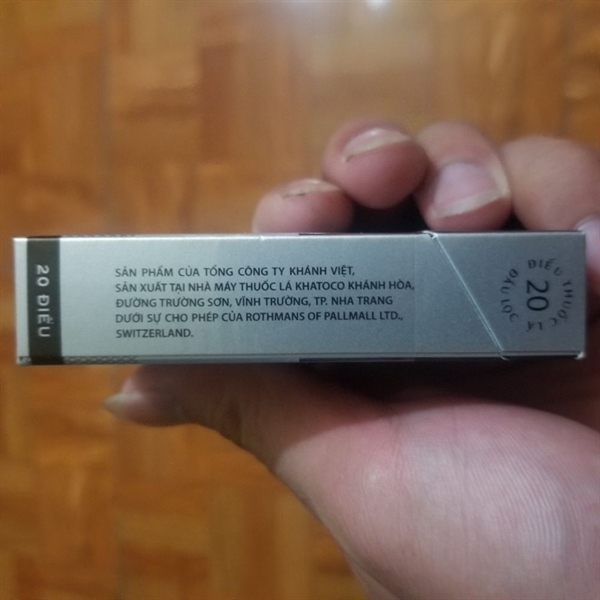 SẢN PHẨM CỦA TỔNG CÔNG TY KHÁNH VIỆT,
SẢN XUẤT TẠI NHÀ MÁY THUỐC LÁ KHATOCO KHÁNH HÒA,
ĐƯỜNG TRƯỜNG SƠN, VĨNH TRƯỜNG, TP. NHA TRANG
DƯỚI SỰ CHO PHÉP CỦA ROTHMANS OF PALLMALL LTD.,
SWITZERLAND.
20 ĐIẾU
20
ĐIẾU THUỐC LÁ ĐẦU LỌC